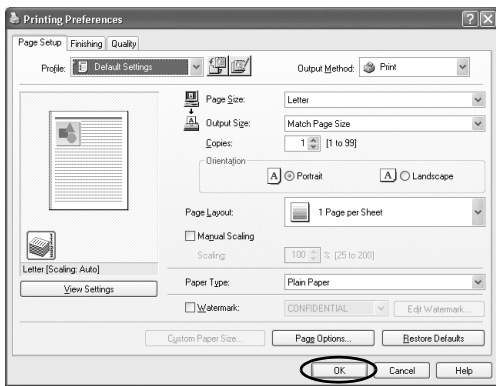 Printing Preferences
Page Setup Finishing Quality
Profile: Default Settings Output Method: Print
Page Size: Letter
Output Size: Match Page Size
Copies: 1 [1 to 99]
Orientation
A Portrait A Landscape
Page Layout: 1 Page per Sheet
Manual Scaling
Scaling: 100 % [25 to 200]
Letter [Scaling: Auto]
View Settings
Paper Type: Plain Paper
Watermark: CONFIDENTIAL Edit Watermark...
Custom Paper Size... Page Options... Restore Defaults
OK Cancel Help